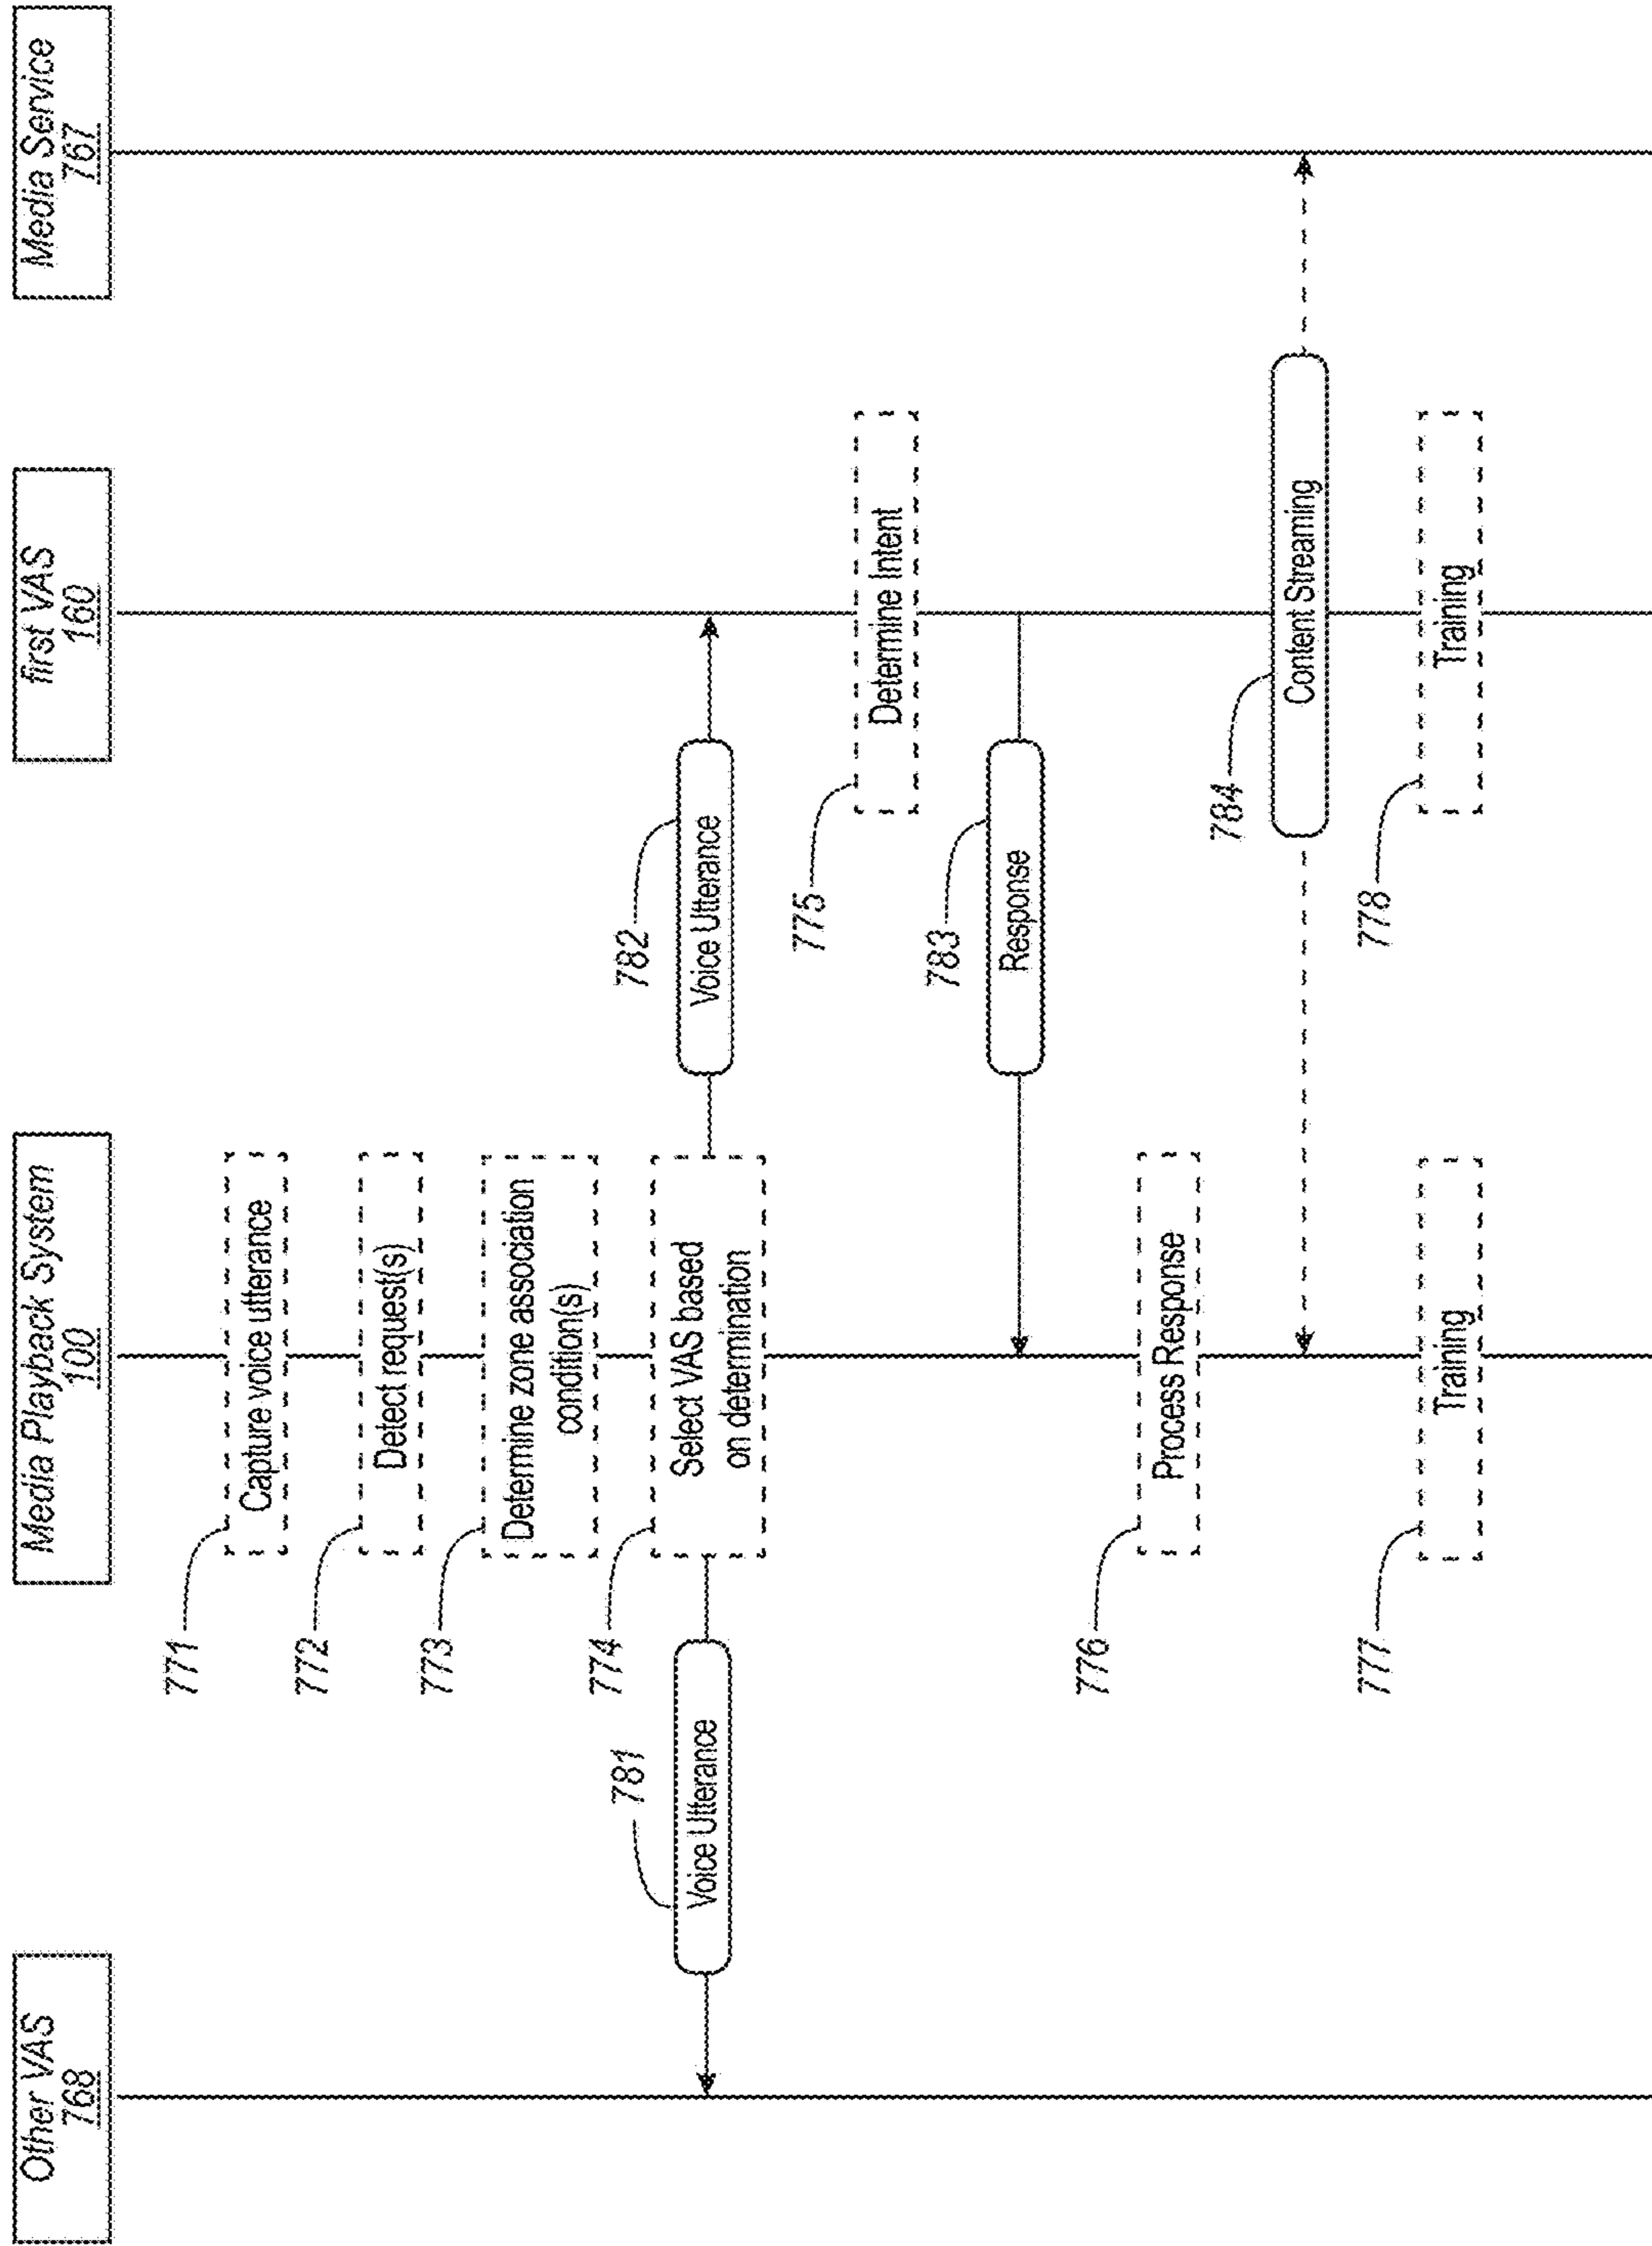 Other VAS
768
Media Playback System
100
first VAS
160
Media Service
767
771
Capture voice utterance
772
Detect request(s)
773
Determine zone association
condition(s)
774
Select VAS based
on determination
781
Voice Utterance
782
Voice Utterance
775
Determine Intent
783
Response
776
Process Response
784
Content Streaming
777
Training
778
Training